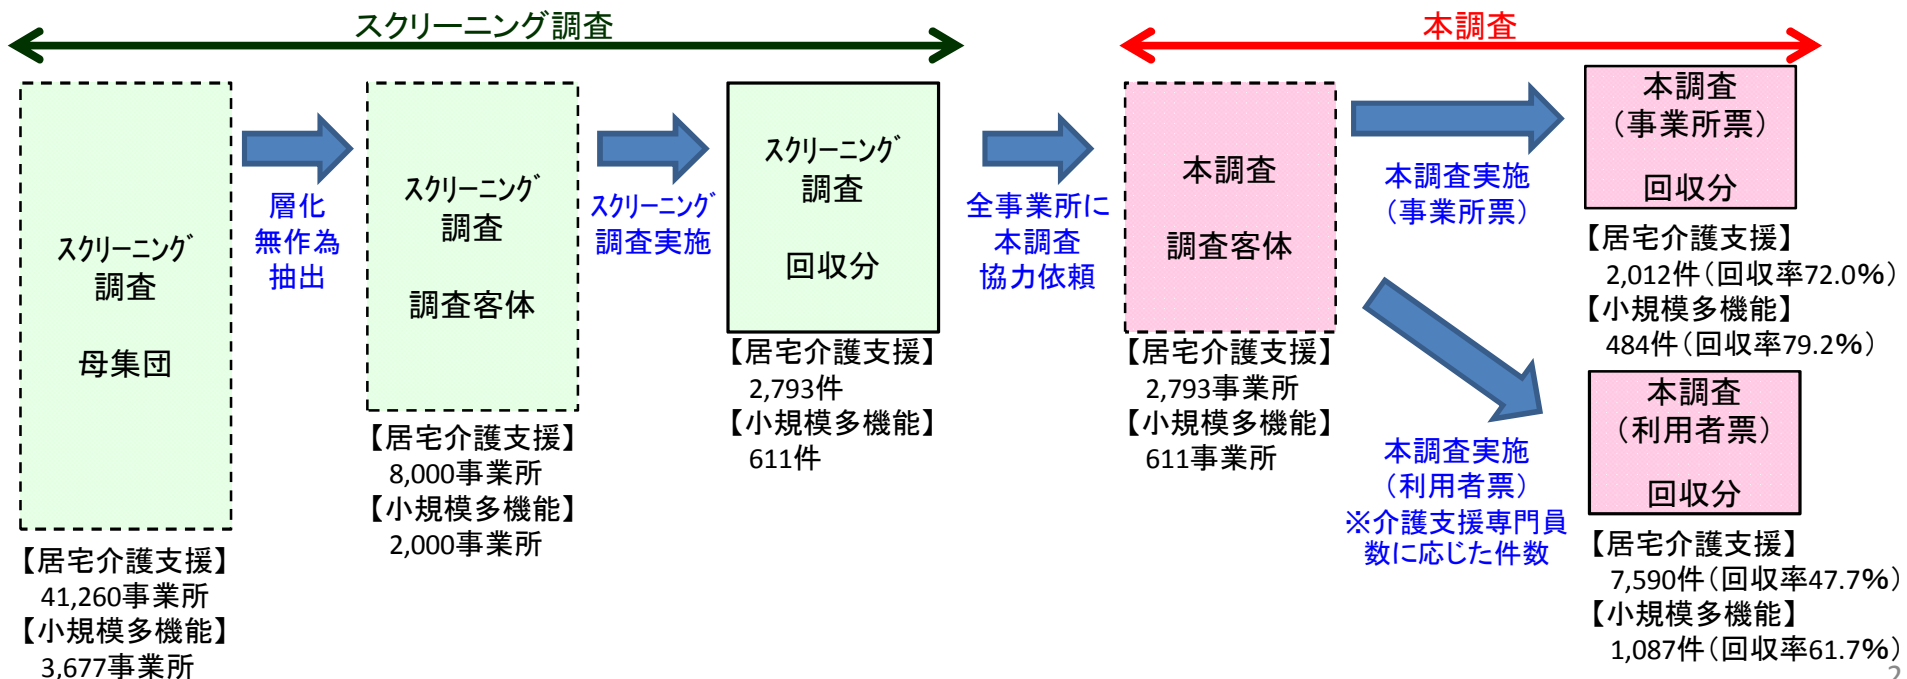 スクリーニング調査
本調査
スクリーニング
調査
母集団
【居宅介護支援】
41,260事業所
【小規模多機能】
3,677事業所
層化
無作為
抽出
スクリーニング
調査
調査客体
【居宅介護支援】
8,000事業所
【小規模多機能】
2,000事業所
スクリーニング
調査実施
スクリーニング
調査
回収分
【居宅介護支援】
2,793件
【小規模多機能】
611件
全事業所に
本調査
協力依頼
本調査
調査客体
【居宅介護支援】
2,793事業所
【小規模多機能】
611事業所
本調査実施
(事業所票)
本調査
(事業所票)
回収分
【居宅介護支援】
2,012件(回収率72.0%)
【小規模多機能】
484件(回収率79.2%)
本調査実施
(利用者票)
※介護支援専門員
数に応じた件数
本調査
(利用者票)
回収分
【居宅介護支援】
7,590件(回収率47.7%)
【小規模多機能】
1,087件(回収率61.7%)
2